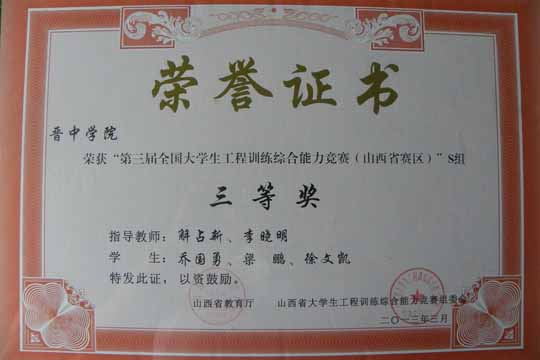 荣誉证书
晋中学院
荣获“第三届全国大学生工程训练综合能力竞赛（山西省赛区）”S组
三等奖
指导教师：解占新、李晓明
学 生：乔国勇、梁 鹏、徐文凯
特发此证，以资鼓励。
山西省教育厅 山西省大学生工程训练综合能力竞赛组委会
二〇一三年三月